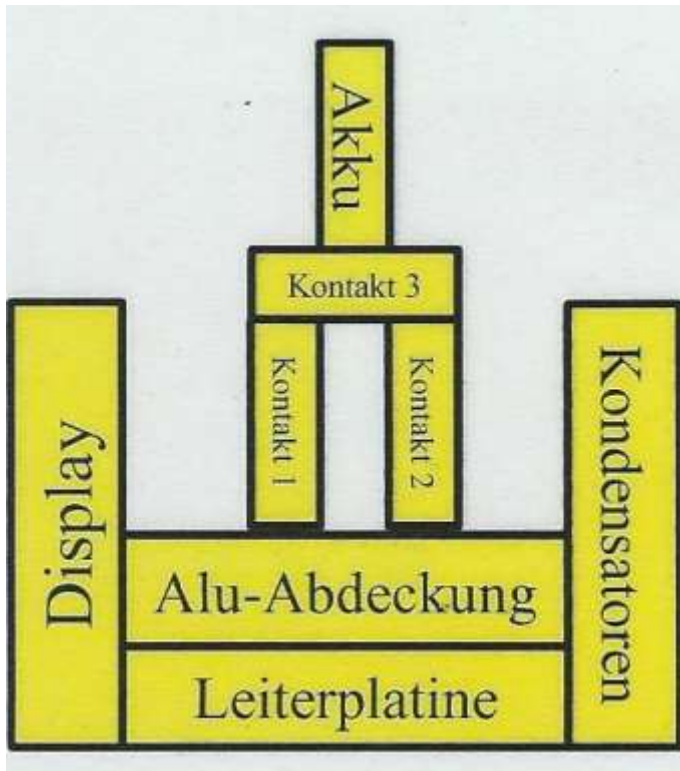 Akku
Kontakt 3
Kontakt 1
Kontakt 2
Display
Kondensatoren
Alu-Abdeckung
Leiterplatine